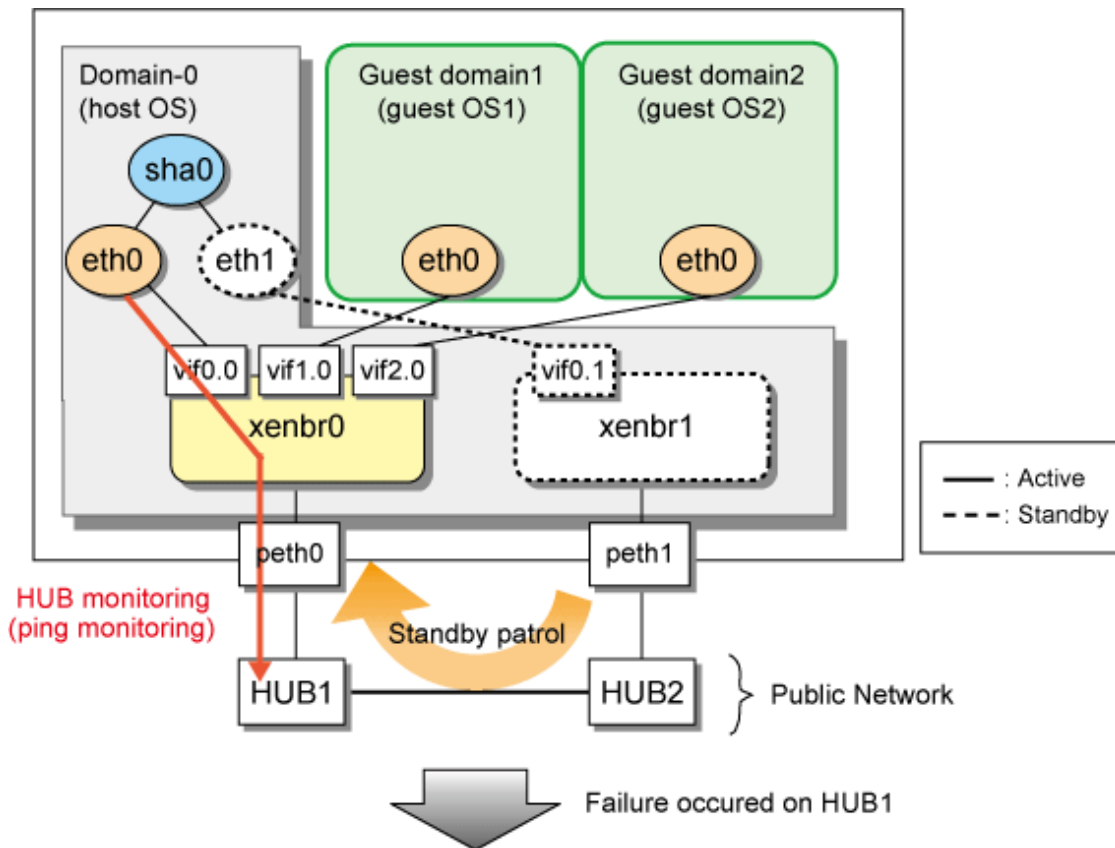 Domain-0
(host OS)
Guest domain1
(guest OS1)
Guest domain2
(guest OS2)
sha0
eth0
eth1
eth0
eth0
vif0.0
vif1.0
vif2.0
vif0.1
xenbr0
xenbr1
: Active
: Standby
peth0
peth1
HUB monitoring
(ping monitoring)
Standby patrol
HUB1
HUB2
Public Network
Failure occured on HUB1